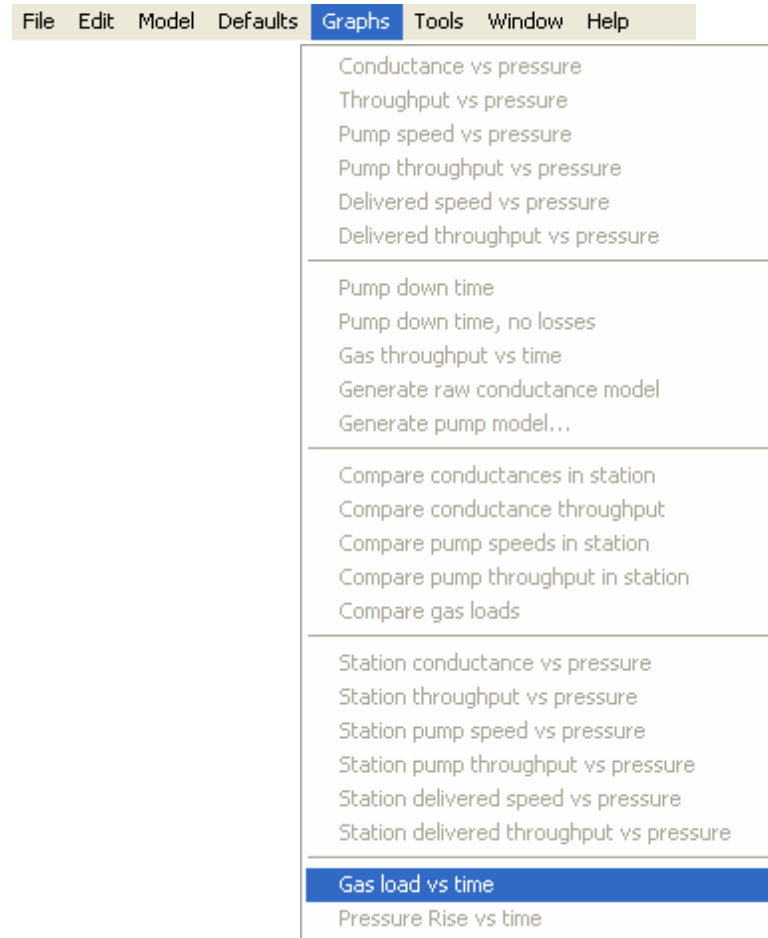 File Edit Model Defaults Graphs Tools Window Help
Conductance vs pressure
Throughput vs pressure
Pump speed vs pressure
Pump throughput vs pressure
Delivered speed vs pressure
Delivered throughput vs pressure
Pump down time
Pump down time, no losses
Gas throughput vs time
Generate raw conductance model
Generate pump model...
Compare conductances in station
Compare conductance throughput
Compare pump speeds in station
Compare pump throughput in station
Compare gas loads
Station conductance vs pressure
Station throughput vs pressure
Station pump speed vs pressure
Station pump throughput vs pressure
Station delivered speed vs pressure
Station delivered throughput vs pressure
Gas load vs time
Pressure Rise vs time